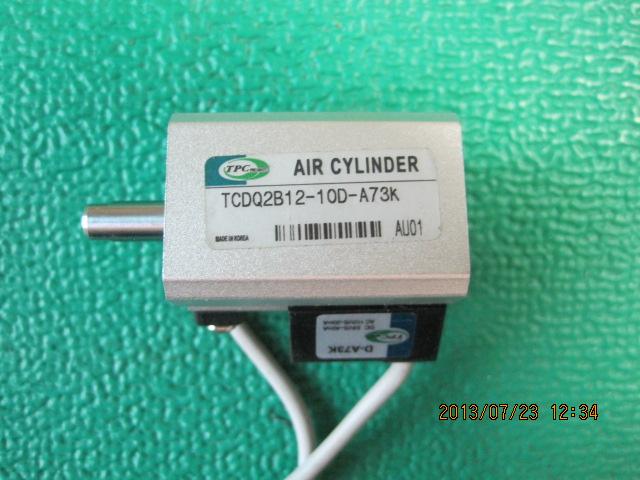 TPC
AIR CYLINDER
TCDQ2B12-10D-A73K
MADE IN KOREA
AU01
D-A73K
2013/07/23 12:34